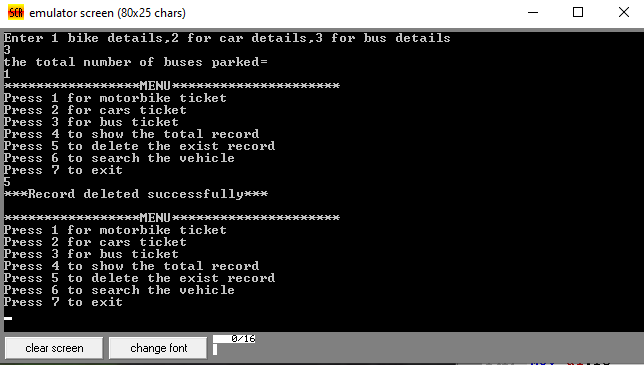 SCR emulator screen (80x25 chars)
Enter 1 bike details,2 for car details,3 for bus details
3
the total number of buses parked=
1
*****************MENU*********************
Press 1 for motorbike ticket
Press 2 for cars ticket
Press 3 for bus ticket
Press 4 to show the total record
Press 5 to delete the exist record
Press 6 to search the vehicle
Press 7 to exit
5
***Record deleted successfully***
*****************MENU*********************
Press 1 for motorbike ticket
Press 2 for cars ticket
Press 3 for bus ticket
Press 4 to show the total record
Press 5 to delete the exist record
Press 6 to search the vehicle
Press 7 to exit
clear screen change font 0/16